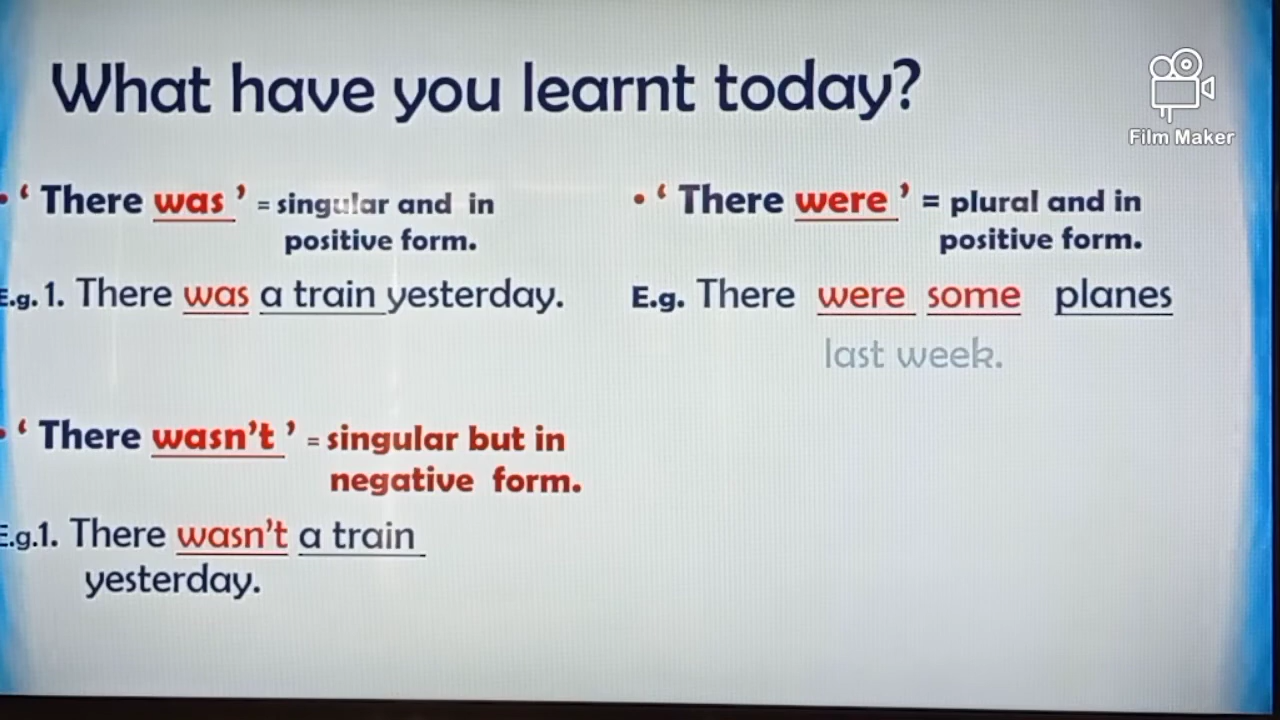 What have you learnt today?
Film Maker
• ‘ There was ’ = singular and in
positive form.
E.g. 1. There was a train yesterday.
• ‘ There were ’ = plural and in
positive form.
E.g. There were some planes
last week.
• ‘ There wasn’t ’ = singular but in
negative form.
E.g.1. There wasn’t a train
yesterday.